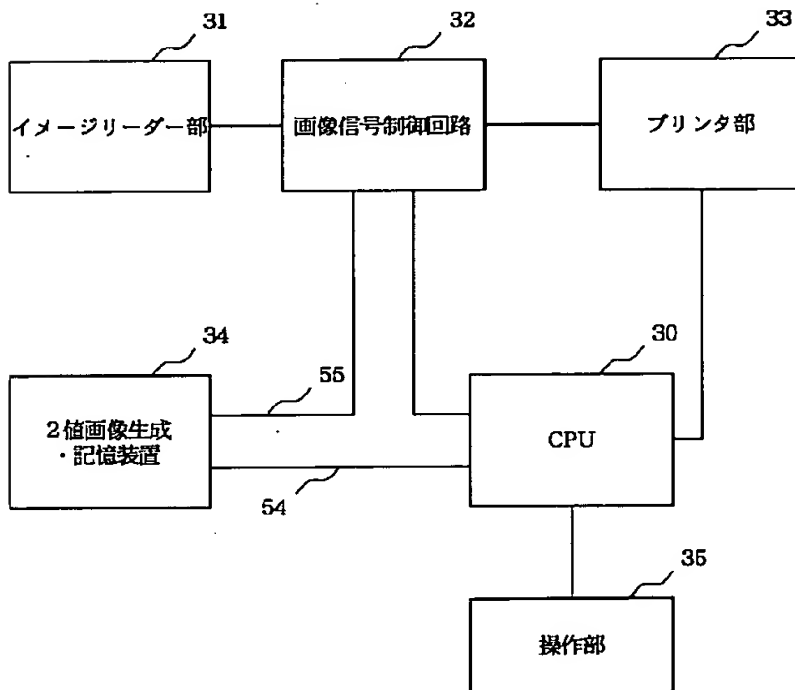 31
32
33
イメージリーダー部
画像信号制御回路
プリンタ部
34
55
30
2値画像生成
・記憶装置
CPU
54
35
操作部